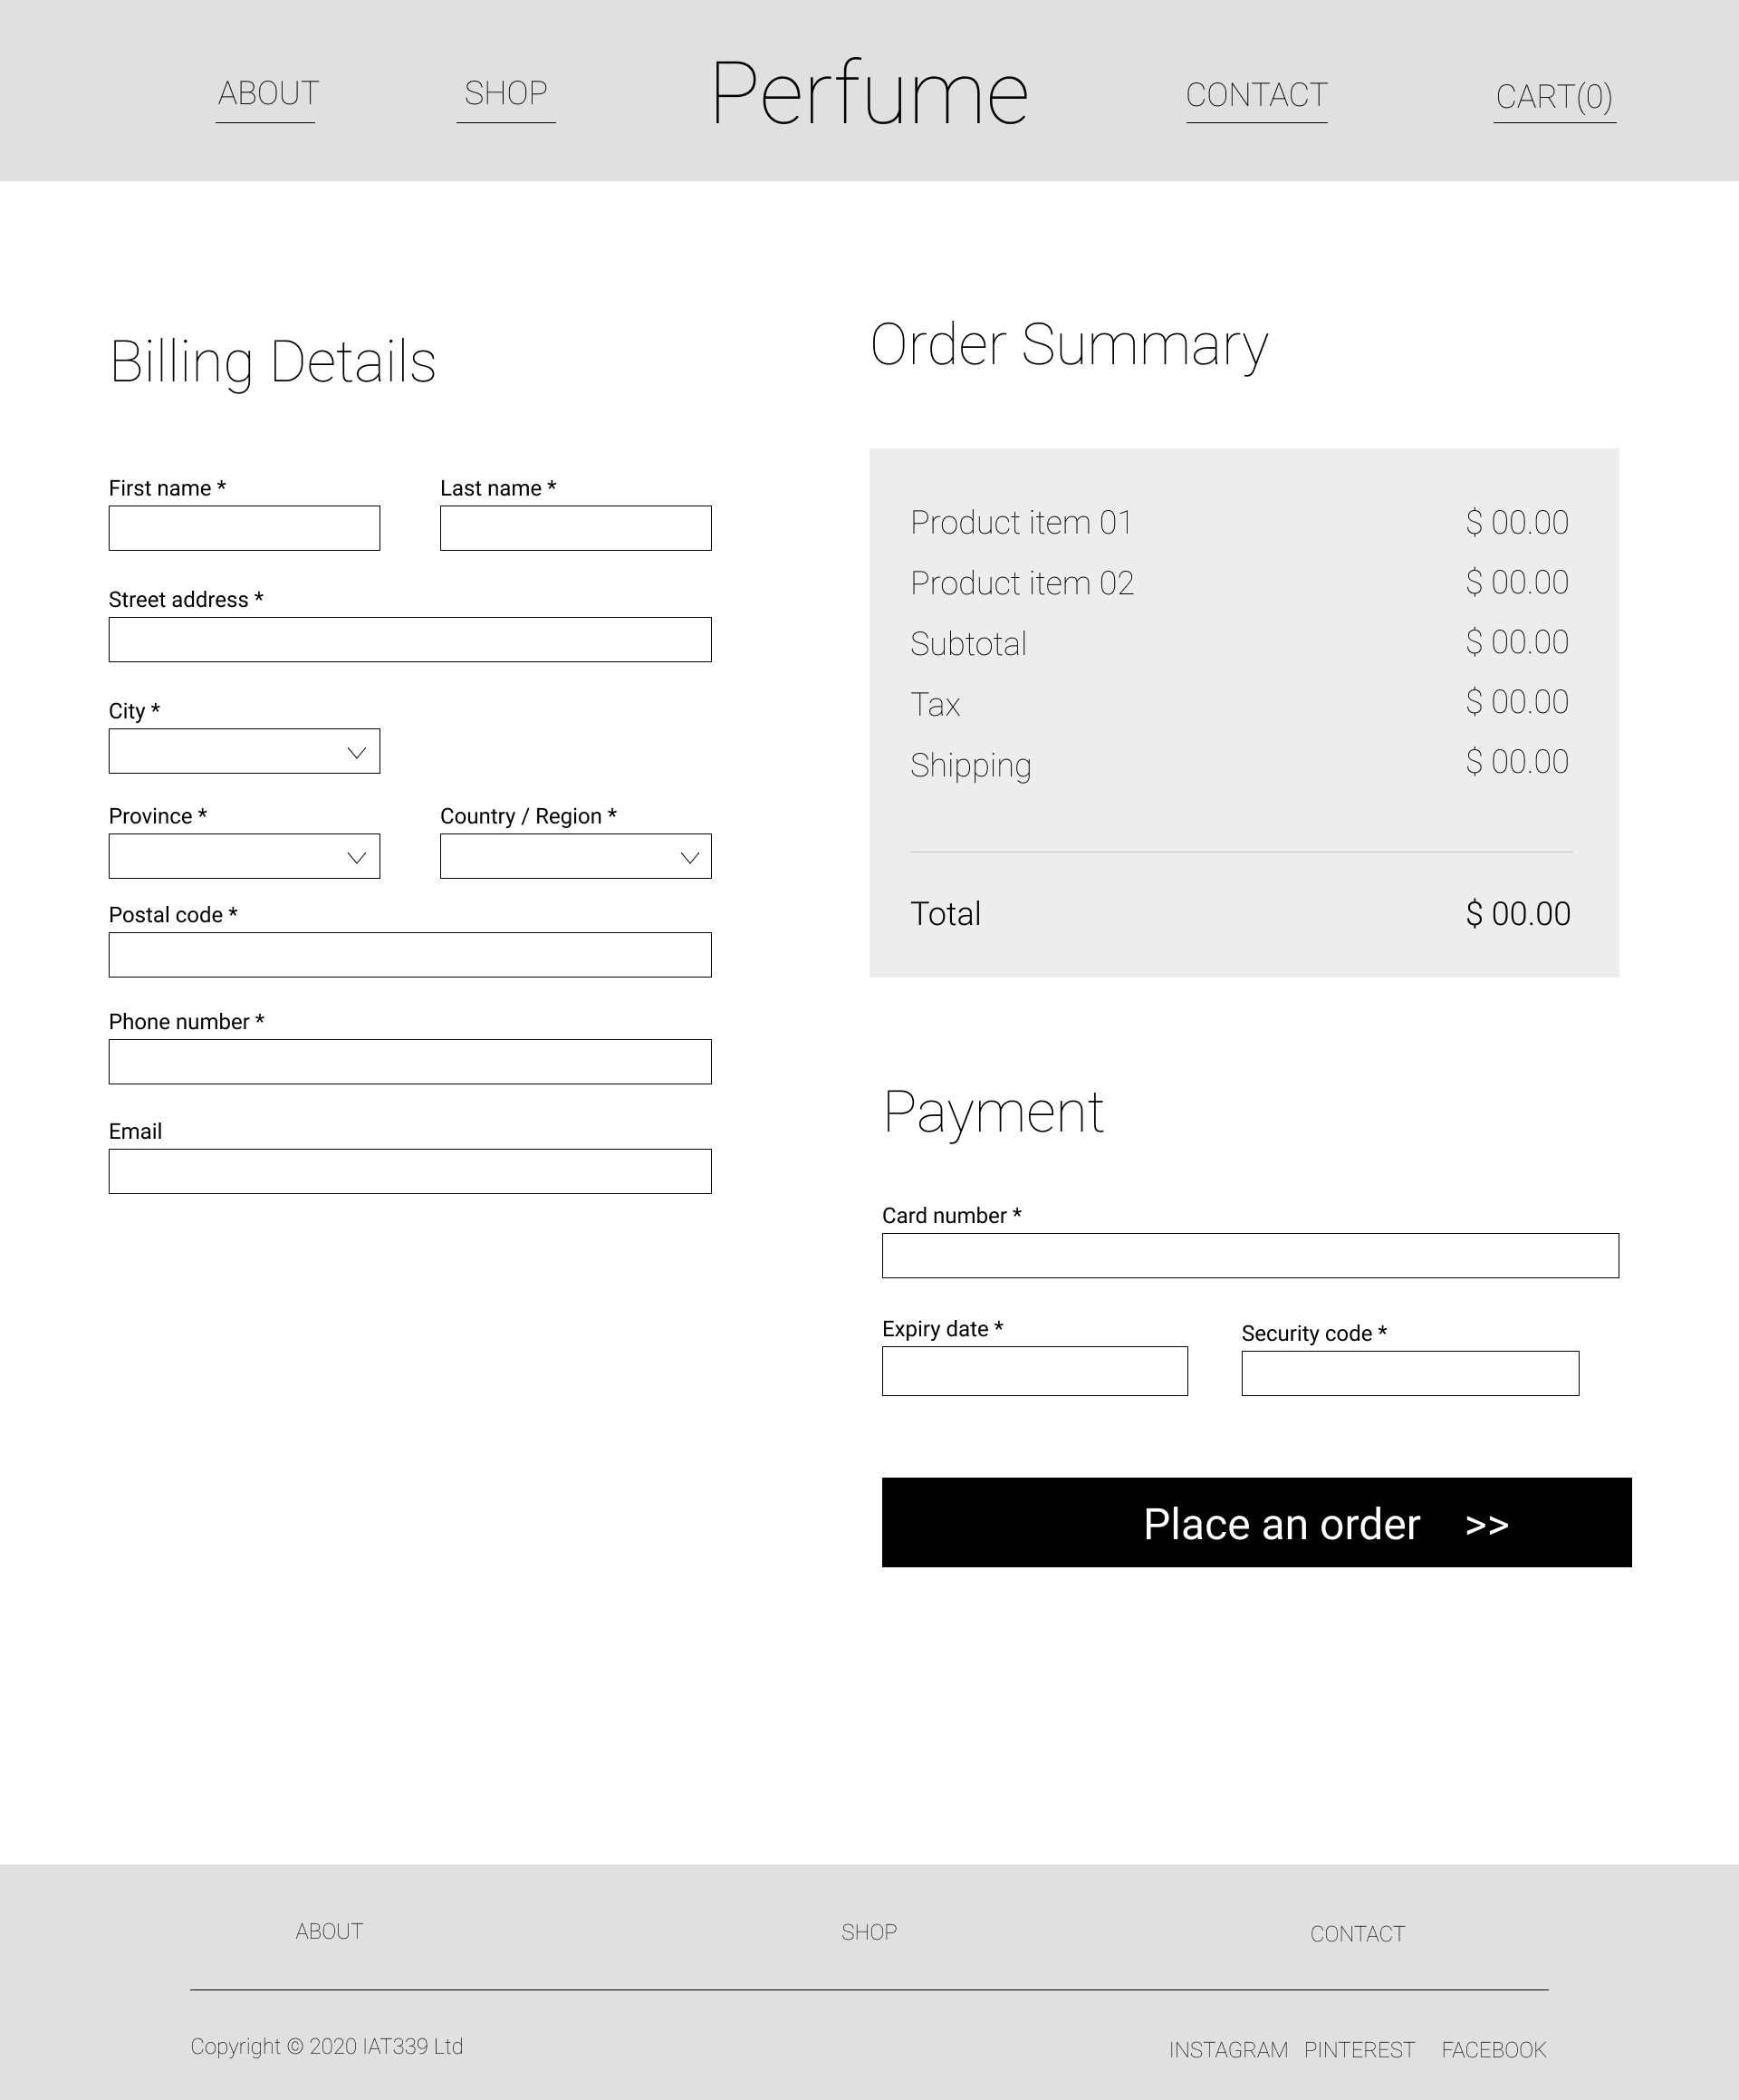 ABOUT
SHOP
Perfume
CONTACT
CART(0)
Billing Details
First name *
Last name *
Street address *
City *
Province *
Country / Region *
Postal code *
Phone number *
Email
Order Summary
Product item 01 $ 00.00
Product item 02 $ 00.00
Subtotal $ 00.00
Tax $ 00.00
Shipping $ 00.00
Total $ 00.00
Payment
Card number *
Expiry date *
Security code *
Place an order >>
ABOUT
SHOP
CONTACT
Copyright © 2020 IAT339 Ltd
INSTAGRAM PINTEREST FACEBOOK